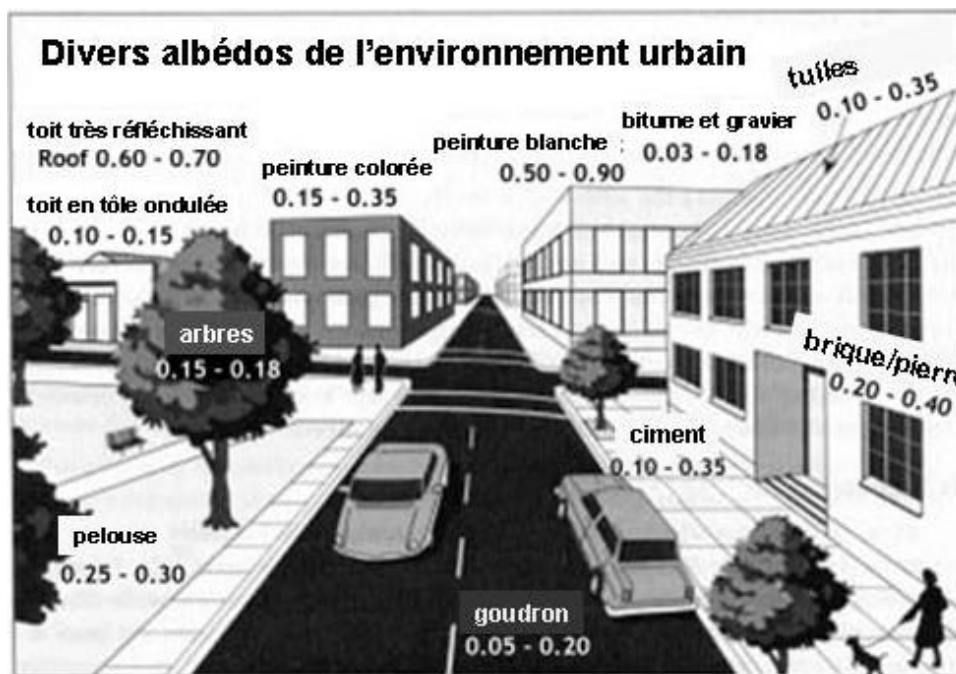 Divers albédos de l'environnement urbain
tuiles
0.10 - 0.35
toit très réfléchissant
Roof 0.60 - 0.70
peinture colorée
0.15 - 0.35
peinture blanche :
0.50 - 0.90
bitume et gravier
0.03 - 0.18
toit en tôle ondulée
0.10 - 0.15
arbres
0.15 - 0.18
brique/pierre
0.20 - 0.40
ciment
0.10 - 0.35
pelouse
0.25 - 0.30
goudron
0.05 - 0.20